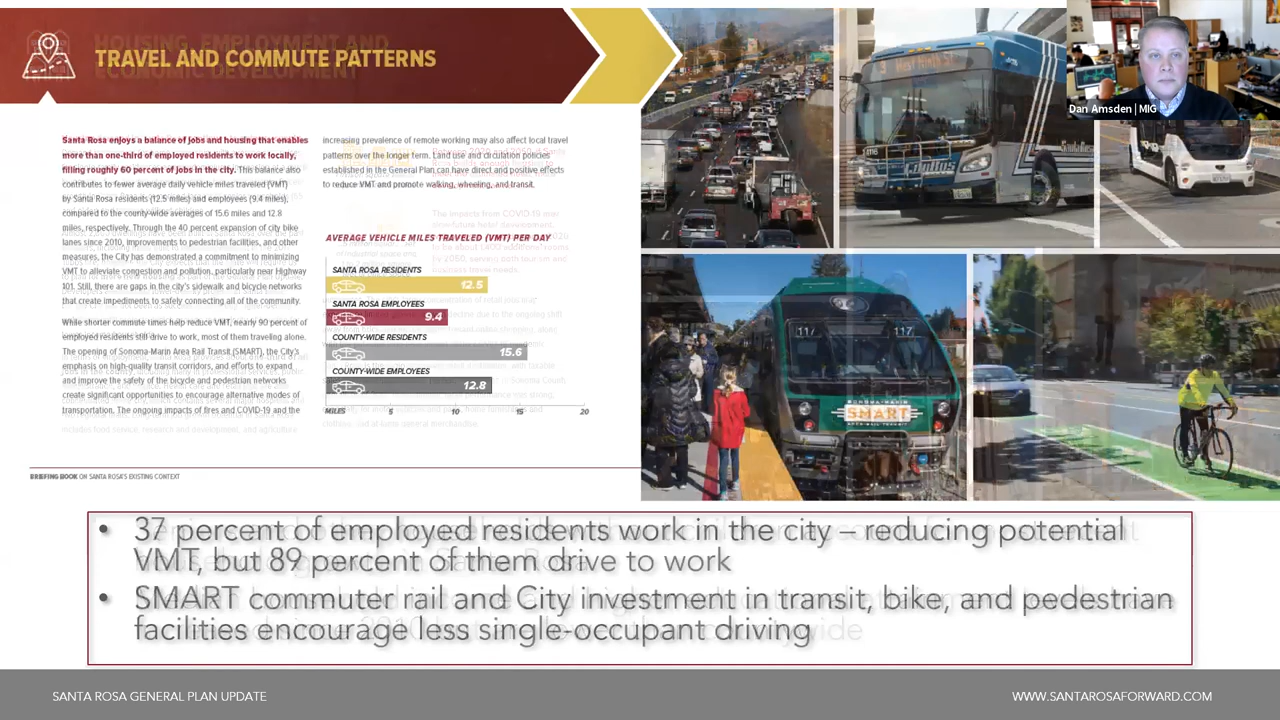 TRAVEL AND COMMUTE PATTERNS
Santa Rosa enjoys a balance of jobs and housing that enables
more than one-third of employed residents to work locally,
filling roughly 60 percent of jobs in the city. This balance also
contributes to fewer average daily vehicle miles traveled (VMT)
by Santa Rosa residents (12.5 miles) and employees (9.4 miles),
compared to the county-wide averages of 15.6 miles and 12.8
miles, respectively. Through the 40 percent expansion of city bike
lanes since 2010, improvements to pedestrian facilities, and other
measures, the City has demonstrated a commitment to minimizing
VMT to alleviate congestion and pollution, particularly near Highway
101. Still, there are gaps in the city's sidewalk and bicycle networks
that create impediments to safely connecting all of the community.
While shorter commute times help reduce VMT, nearly 90 percent of
employed residents still drive to work, most of them traveling alone.
The opening of Sonoma-Marin Area Rail Transit (SMART), the City's
emphasis on high-quality transit corridors, and efforts to expand
and improve the safety of the bicycle and pedestrian networks
create significant opportunities to encourage alternative modes of
transportation. The ongoing impacts of fires and COVID-19 and the
increasing prevalence of remote working may also affect local travel
patterns over the longer term. Land use and circulation policies
established in the General Plan can have direct and positive effects
to reduce VMT and promote walking, wheeling, and transit.
AVERAGE VEHICLE MILES TRAVELED (VMT) PER DAY
SANTA ROSA RESIDENTS
12.5
SANTA ROSA EMPLOYEES
9.4
COUNTY-WIDE RESIDENTS
15.6
COUNTY-WIDE EMPLOYEES
12.8
MILES 5 10 15 20
BRIEFING BOOK ON SANTA ROSA'S EXISTING CONTEXT
Dan Amsden | MIG
117
SONOMA-MARIN
SMART
• 37 percent of employed residents work in the city – reducing potential
VMT, but 89 percent of them drive to work
• SMART commuter rail and City investment in transit, bike, and pedestrian
facilities encourage less single-occupant driving
SANTA ROSA GENERAL PLAN UPDATE
WWW.SANTAROSAFORWARD.COM